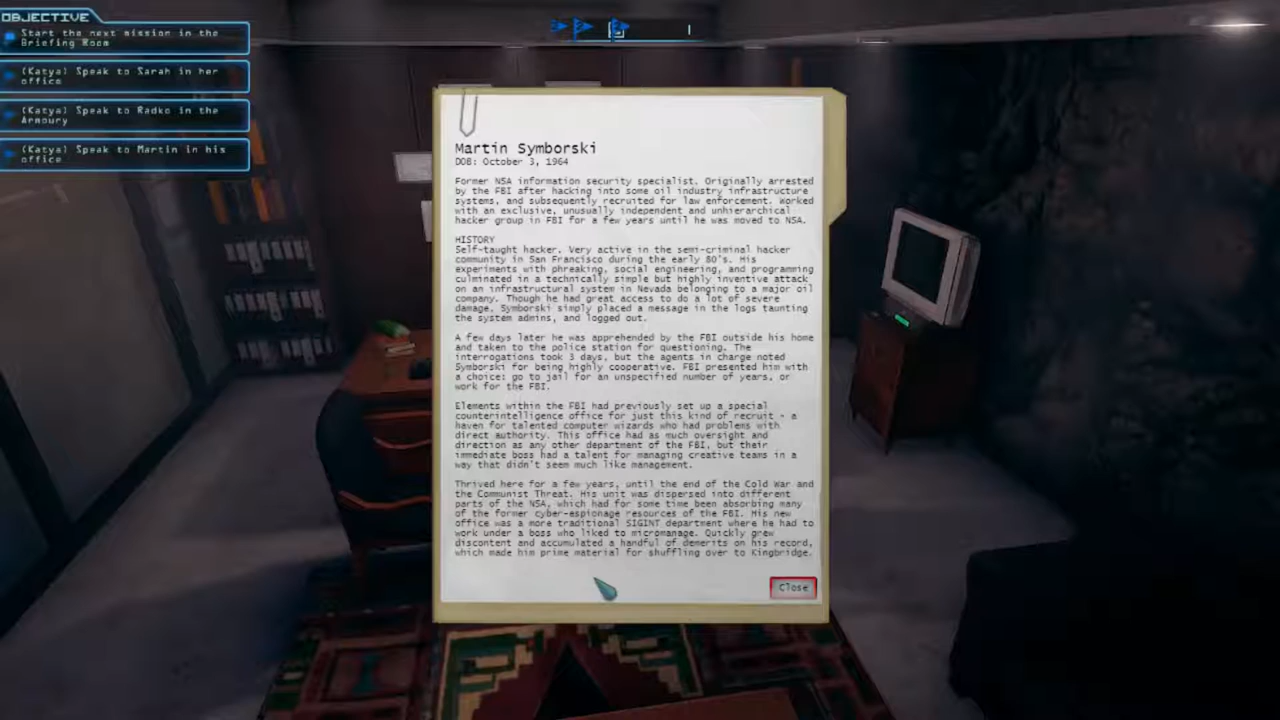 OBJECTIVE
Start the next mission in the
Briefing Room
(Katya) Speak to Sarah in her
office
(Katya) Speak to Radko in the
Armoury
(Katya) Speak to Martin in his
office
Martin Symborski
DOB: October 3, 1964
Former NSA information security specialist. Originally arrested
by the FBI after hacking into some oil industry infrastructure
systems, and subsequently recruited for law enforcement. Worked
with an exclusive, unusually independent and unhierarchical
hacker group in FBI for a few years until he was moved to NSA.
HISTORY
Self-taught hacker. Very active in the semi-criminal hacker
community in San Francisco during the early 80's. His
experiments with phreaking, social engineering, and programming
culminated in a technically simple but highly inventive attack
on an infrastructural system in Nevada belonging to a major oil
company. Though he had great access to do a lot of severe
damage, Symborski simply placed a message in the logs taunting
the system admins, and logged out.
A few days later he was apprehended by the FBI outside his home
and taken to the police station for questioning. The
interrogations took 3 days, but the agents in charge noted
Symborski for being highly cooperative. FBI presented him with
a choice: go to jail for an unspecified number of years, or
work for the FBI.
Elements within the FBI had previously set up a special
counterintelligence office for just this kind of recruit - a
haven for talented computer wizards who had problems with
direct authority. This office had as much oversight and
direction as any other department of the FBI, but their
immediate boss had a talent for managing creative teams in a
way that didn't seem much like management.
Thrived here for a few years, until the end of the Cold War and
the Communist Threat. His unit was dispersed into different
parts of the NSA, which had for some time been absorbing many
of the former cyber-espionage resources of the FBI. His new
office was a more traditional SIGINT department where he had to
work under a boss who liked to micromanage. Quickly grew
discontent and accumulated a handful of demerits on his record,
which made him prime material for shuffling over to Kingbridge.
Close